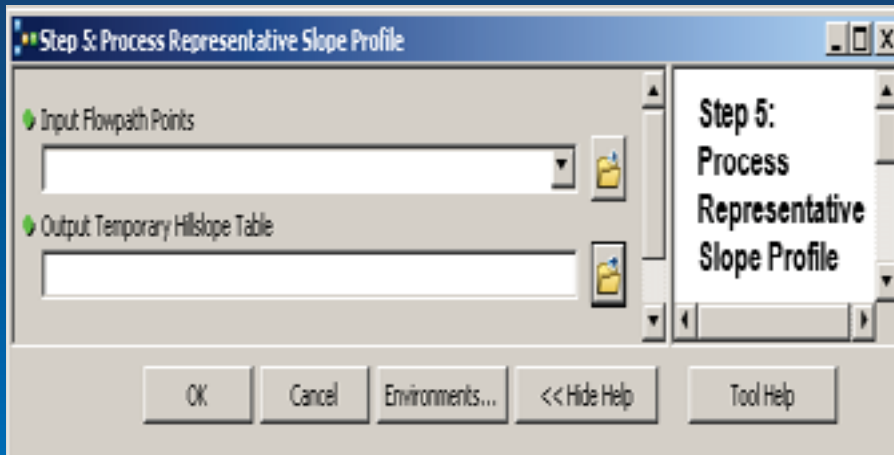 Step 5: Process Representative Slope Profile
Input Flowpath Points
Output Temporary Hillslope Table
Step 5:
Process
Representative
Slope Profile
OK
Cancel
Environments...
<< Hide Help
Tool Help